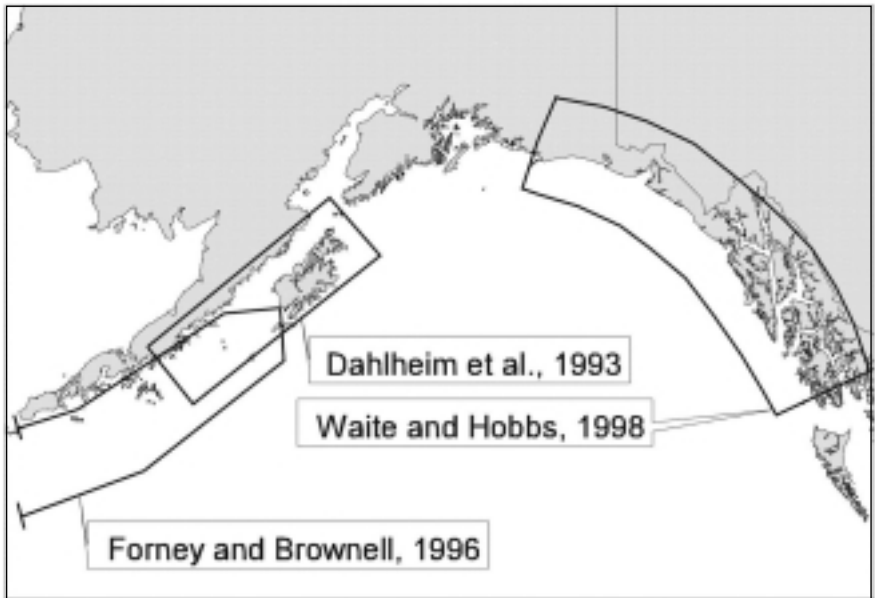 Dahlheim et al., 1993
Waite and Hobbs, 1998
Forney and Brownell, 1996